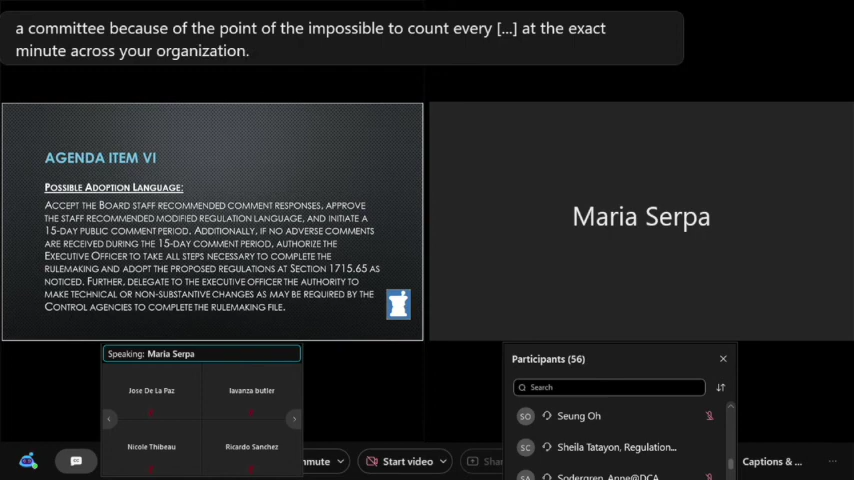 a committee because of the point of the impossible to count every [...] at the exact
minute across your organization.
AGENDA ITEM VI
POSSIBLE ADOPTION LANGUAGE:
ACCEPT THE BOARD STAFF RECOMMENDED COMMENT RESPONSES, APPROVE
THE STAFF RECOMMENDED MODIFIED REGULATION LANGUAGE, AND INITIATE A
15-DAY PUBLIC COMMENT PERIOD. ADDITIONALLY, IF NO ADVERSE COMMENTS
ARE RECEIVED DURING THE 15-DAY COMMENT PERIOD, AUTHORIZE THE
EXECUTIVE OFFICER TO TAKE ALL STEPS NECESSARY TO COMPLETE THE
RULEMAKING AND ADOPT THE PROPOSED REGULATIONS AT SECTION 1715.65 AS
NOTICED. FURTHER, DELEGATE TO THE EXECUTIVE OFFICER THE AUTHORITY TO
MAKE TECHNICAL OR NON-SUBSTANTIVE CHANGES AS MAY BE REQUIRED BY THE
CONTROL AGENCIES TO COMPLETE THE RULEMAKING FILE.
Maria Serpa
Speaking: Maria Serpa
Jose De La Paz
lavanza butler
Nicole Thibeau
Ricardo Sanchez
Participants (56)
Search
SO Seung Oh
SC Sheila Tatayon, Regulation...
SA Sodergren, Anne@DCA
mute
Start video
Shar
Captions & ...